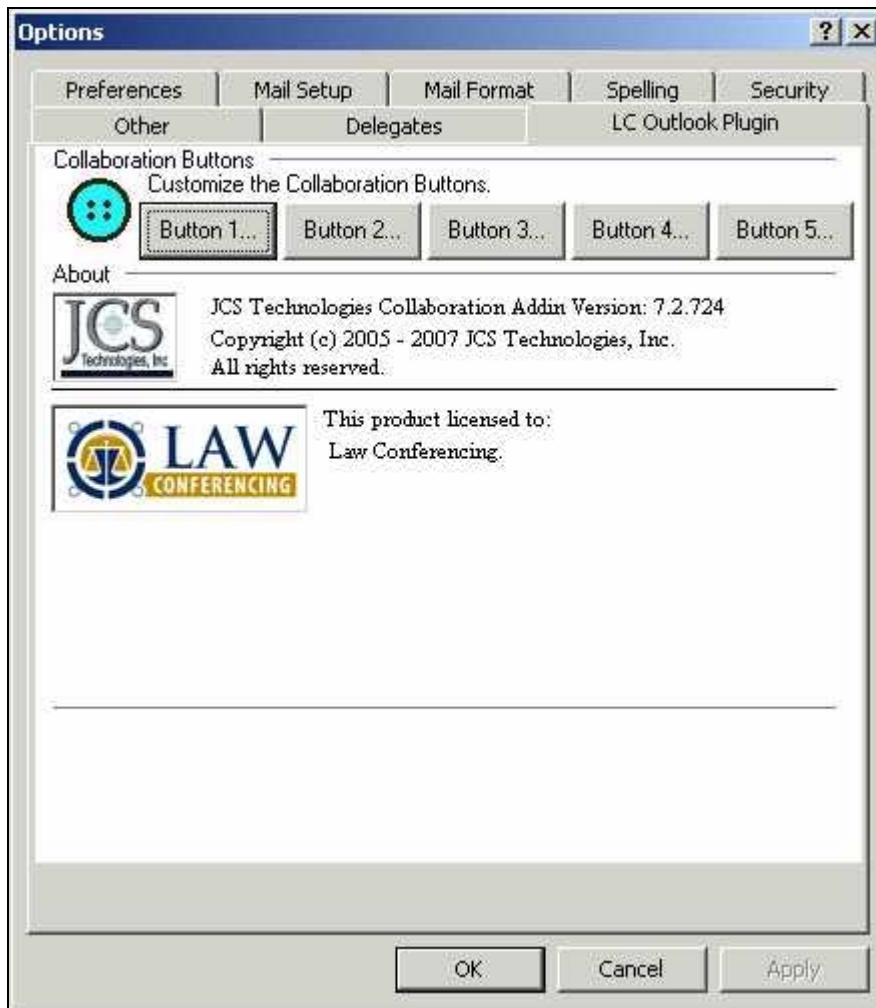 Options
Preferences Mail Setup Mail Format Spelling Security
Other Delegates LC Outlook Plugin
Collaboration Buttons
Customize the Collaboration Buttons.
Button 1... Button 2... Button 3... Button 4... Button 5...
About
JCS
Technologies, Inc
JCS Technologies Collaboration Addin Version: 7.2.724
Copyright (c) 2005 - 2007 JCS Technologies, Inc.
All rights reserved.
LAW
CONFERENCING
This product licensed to:
Law Conferencing.
OK Cancel Apply